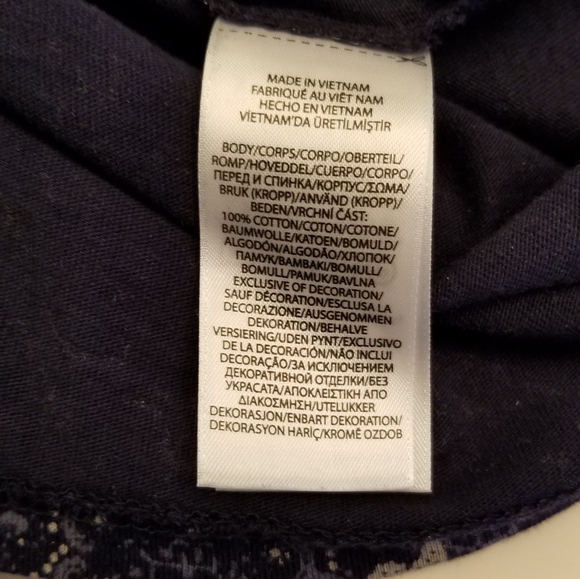 MADE IN VIETNAM
FABRIQUÉ AU VIÊT NAM
HECHO EN VIETNAM
VİETNAM'DA ÜRETİLMİŞTİR
BODY/CORPS/CORPO/OBERTEIL/
ROMP/HOVEDDEL/CUERPO/CORPO/
ПЕРЕД И СПИНКА/КОРПУС/ΣΩΜΑ/
BRUK (KROPP)/ANVÄND (KROPP)/
BEDEN/VRCHNÍ ČÁST:
100% COTTON/COTON/COTONE/
BAUMWOLLE/KATOEN/BOMULD/
ALGODÓN/ALGODÃO/ХЛОПОК/
ПАМУК/ΒΑΜΒΑΚΙ/BOMULL/
BOMULL/PAMUK/BAVLNA
EXCLUSIVE OF DECORATION/
SAUF DÉCORATION/ESCLUSA LA
DECORAZIONE/AUSGENOMMEN
DEKORATION/BEHALVE
VERSIERING/UDEN PYNT/EXCLUSIVO
DE LA DECORACIÓN/NÃO INCLUI
DECORAÇÃO/ЗА ИСКЛЮЧЕНИЕМ
ДЕКОРАТИВНОЙ ОТДЕЛКИ/БЕЗ
УКРАСАТА/ΑΠΟΚΛΕΙΣΤΙΚΗ ΑΠΟ
ΔΙΑΚΟΣΜΗΣΗ/UTELUKKER
DEKORASJON/ENBART DEKORATION/
DEKORASYON HARİÇ/KROMĚ OZDOB